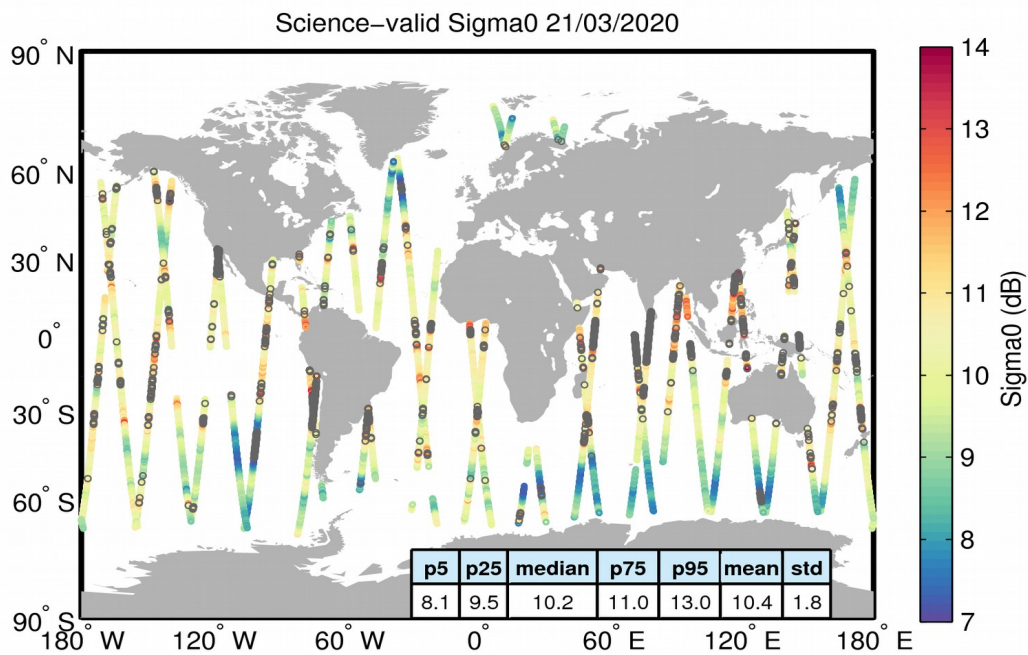 Science-valid Sigma0 21/03/2020
90° N
60° N
30° N
0°
30° S
60° S
90° S
180° W
120° W
60° W
0°
60° E
120° E
180° E
14
13
12
11
10
9
8
7
Sigma0 (dB)
p5 p25 median p75 p95 mean std
8.1 9.5 10.2 11.0 13.0 10.4 1.8